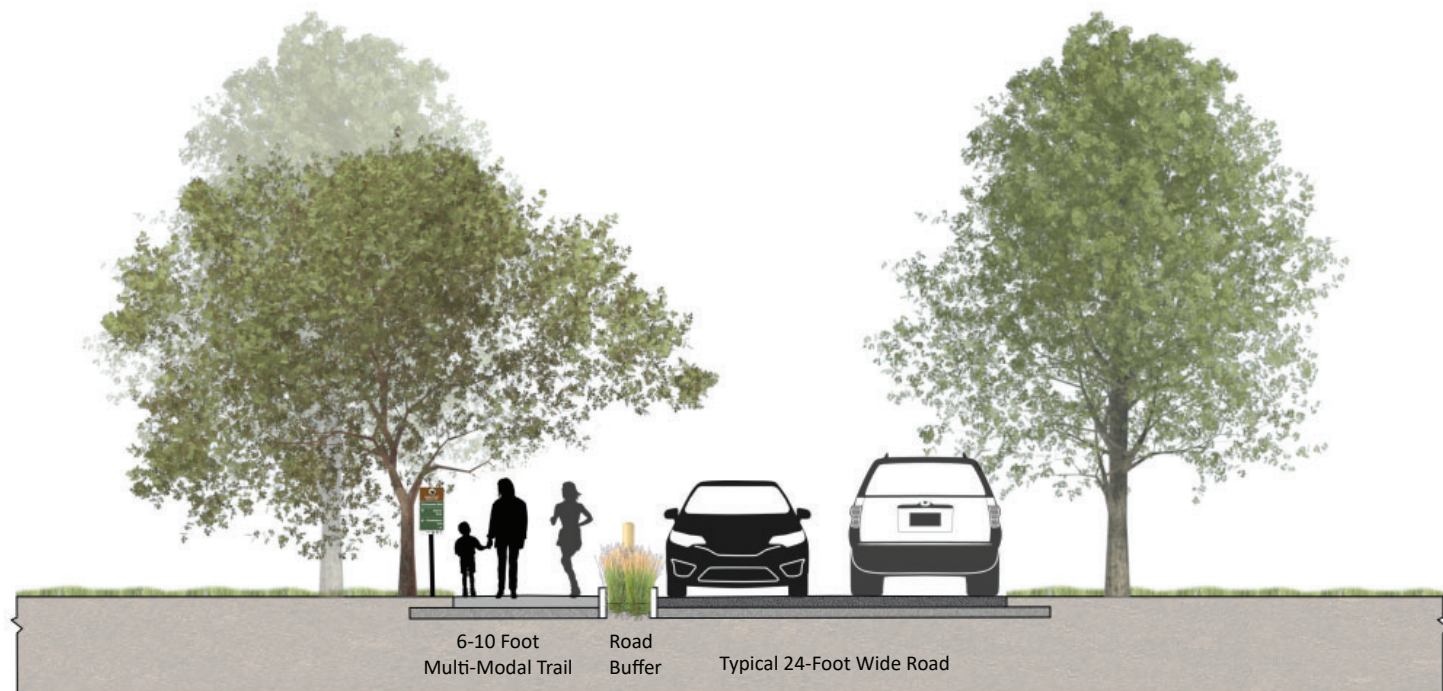 6-10 Foot
Multi-Modal Trail
Road
Buffer
Typical 24-Foot Wide Road